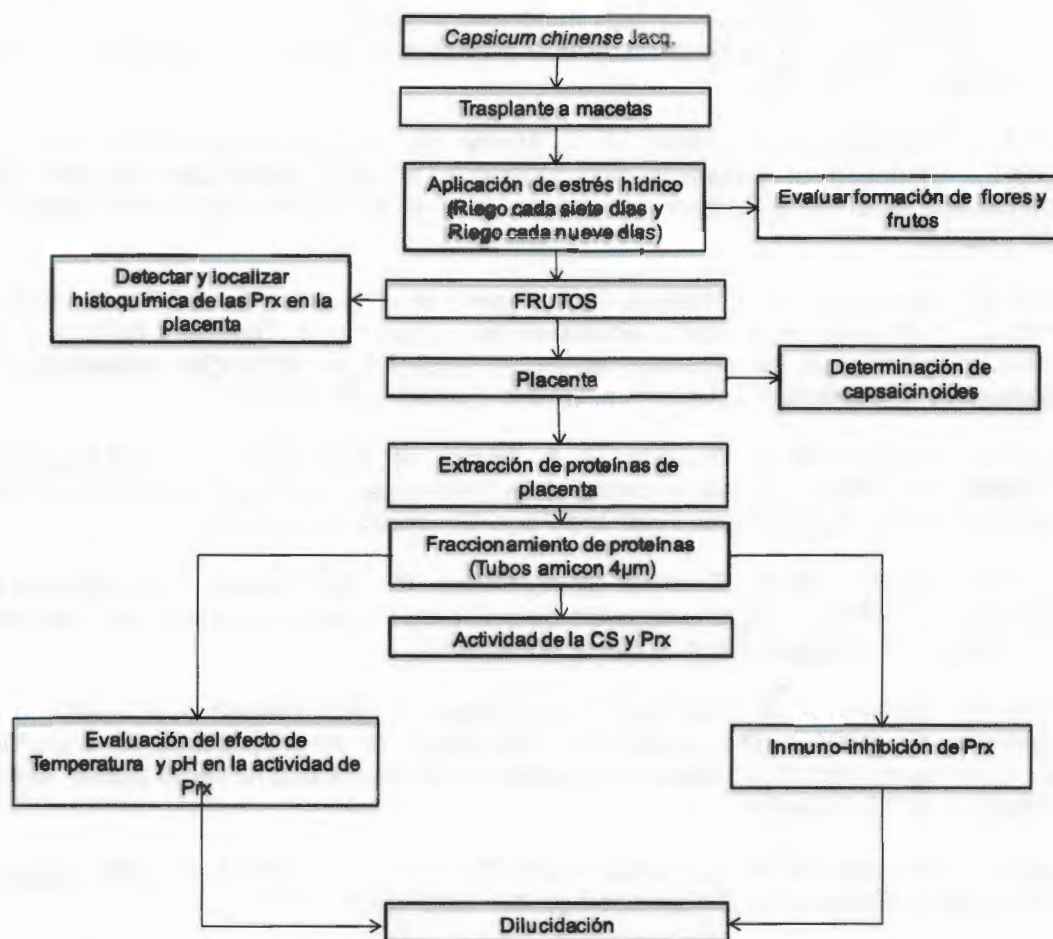 Capsicum chinense Jacq.
Trasplante a macetas
Aplicación de estrés hídrico
(Riego cada siete días y
Riego cada nueve días)
Evaluar formación de flores y
frutos
Detectar y localizar
histoquímica de las Prx en la
placenta
FRUTOS
Placenta
Determinación de
capsaicinoides
Extracción de proteínas de
placenta
Fraccionamiento de proteínas
(Tubos amicon 4µm)
Actividad de la CS y Prx
Evaluación del efecto de
Temperatura y pH en la actividad de
Prx
Inmuno-inhibición de Prx
Dilucidación